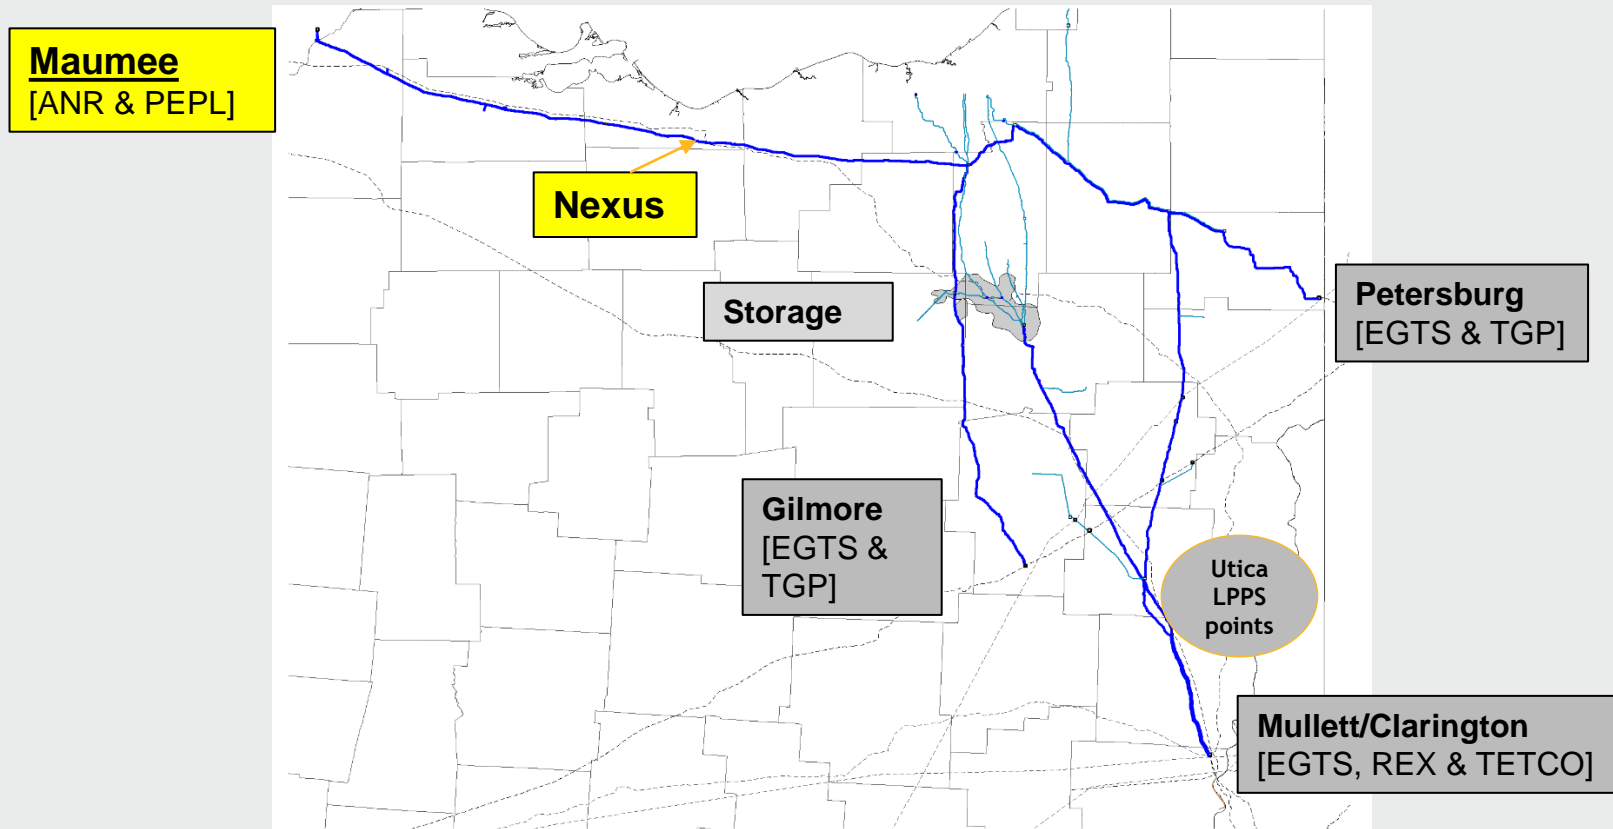 Maumee
[ANR & PEPL]
Nexus
Storage
Petersburg
[EGTS & TGP]
Gilmore
[EGTS &
TGP]
Utica
LPPS
points
Mullett/Clarington
[EGTS, REX & TETCO]